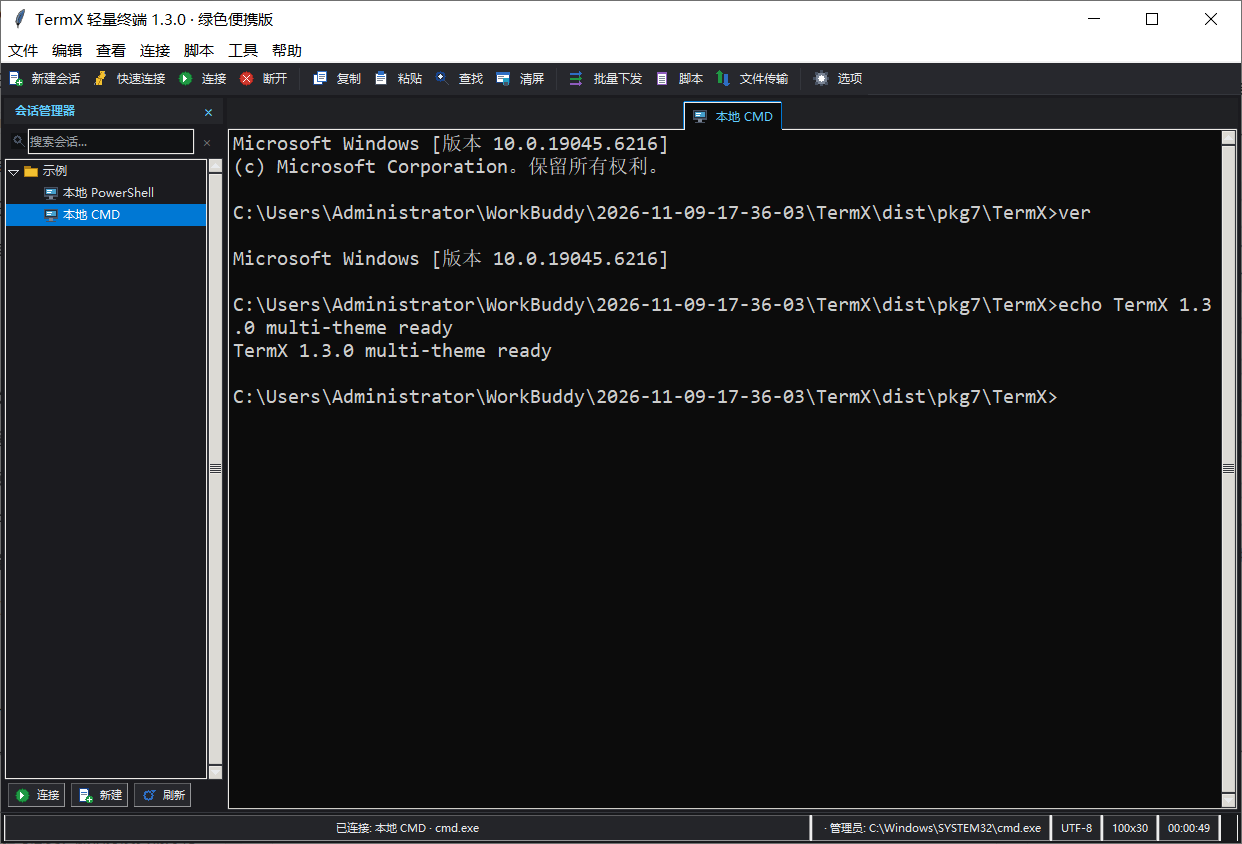 TermX 轻量终端 1.3.0 · 绿色便携版
文件 编辑 查看 连接 脚本 工具 帮助
新建会话 快速连接 连接 断开 复制 粘贴 查找 清屏 批量下发 脚本 文件传输 选项
会话管理器
搜索会话...
示例
本地 PowerShell
本地 CMD
连接 新建 刷新
本地 CMD
Microsoft Windows [版本 10.0.19045.6216]
(c) Microsoft Corporation。保留所有权利。
C:\Users\Administrator\WorkBuddy\2026-11-09-17-36-03\TermX\dist\pkg7\TermX>ver
Microsoft Windows [版本 10.0.19045.6216]
C:\Users\Administrator\WorkBuddy\2026-11-09-17-36-03\TermX\dist\pkg7\TermX>echo TermX 1.3
.0 multi-theme ready
TermX 1.3.0 multi-theme ready
C:\Users\Administrator\WorkBuddy\2026-11-09-17-36-03\TermX\dist\pkg7\TermX>
已连接: 本地 CMD · cmd.exe
· 管理员: C:\Windows\SYSTEM32\cmd.exe
UTF-8
100x30
00:00:49